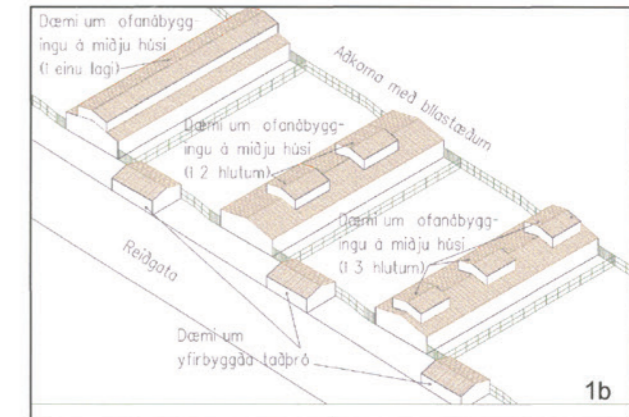 Dæmi um ofanábygg-
ingu á miðju húsi
(í einu lagi)
Aðkoma með bílastæðum
Dæmi um ofanábygg-
ingu á miðju húsi
(í 2 hlutum)
Dæmi um ofanábygg-
ingu á miðju húsi
(í 3 hlutum)
Reiðgata
Dæmi um
yfirbyggða taðþró
1b